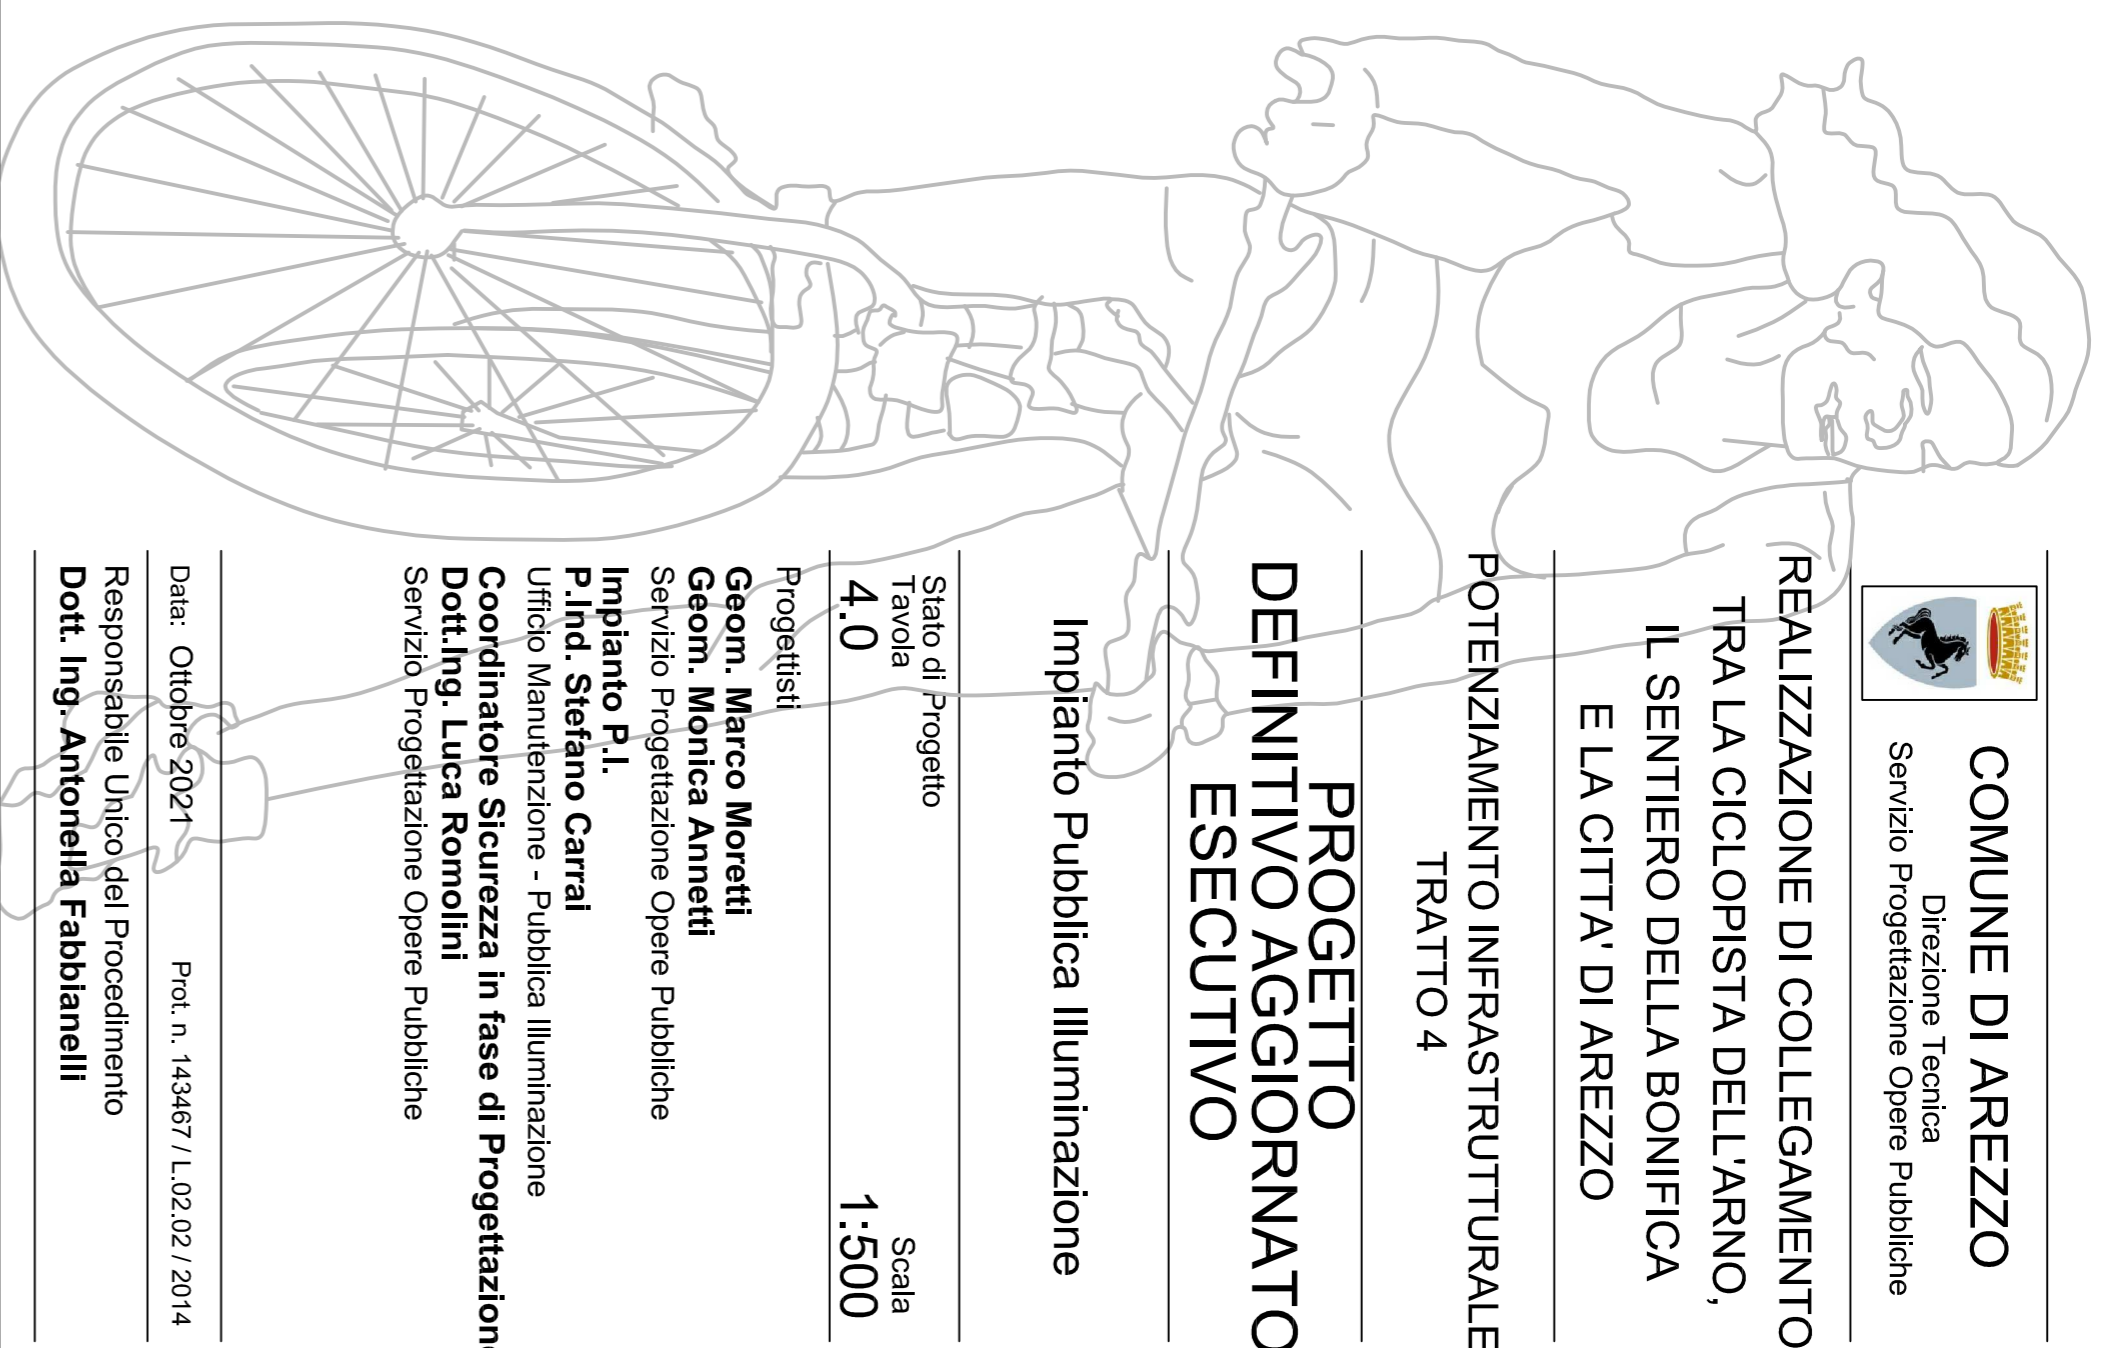 COMUNE DI AREZZO
Direzione Tecnica
Servizio Progettazione Opere Pubbliche
REALIZZAZIONE DI COLLEGAMENTO
TRA LA CICLOPISTA DELL'ARNO,
IL SENTIERO DELLA BONIFICA
E LA CITTA' DI AREZZO
POTENZIAMENTO INFRASTRUTTURALE
TRATTO 4
PROGETTO
DEFINITIVO AGGIORNATO
ESECUTIVO
Impianto Pubblica Illuminazione
Stato di Progetto
Tavola Scala
4.0 1:500
Progettisti
Geom. Marco Moretti
Geom. Monica Annetti
Servizio Progettazione Opere Pubbliche
Impianto P.I.
P.Ind. Stefano Carrai
Ufficio Manutenzione - Pubblica Illuminazione
Coordinatore Sicurezza in fase di Progettazion
Dott.Ing. Luca Romolini
Servizio Progettazione Opere Pubbliche
Data: Ottobre 2021 Prot. n. 143467 / L.02.02 / 2014
Responsabile Unico del Procedimento
Dott. Ing. Antonella Fabbianelli